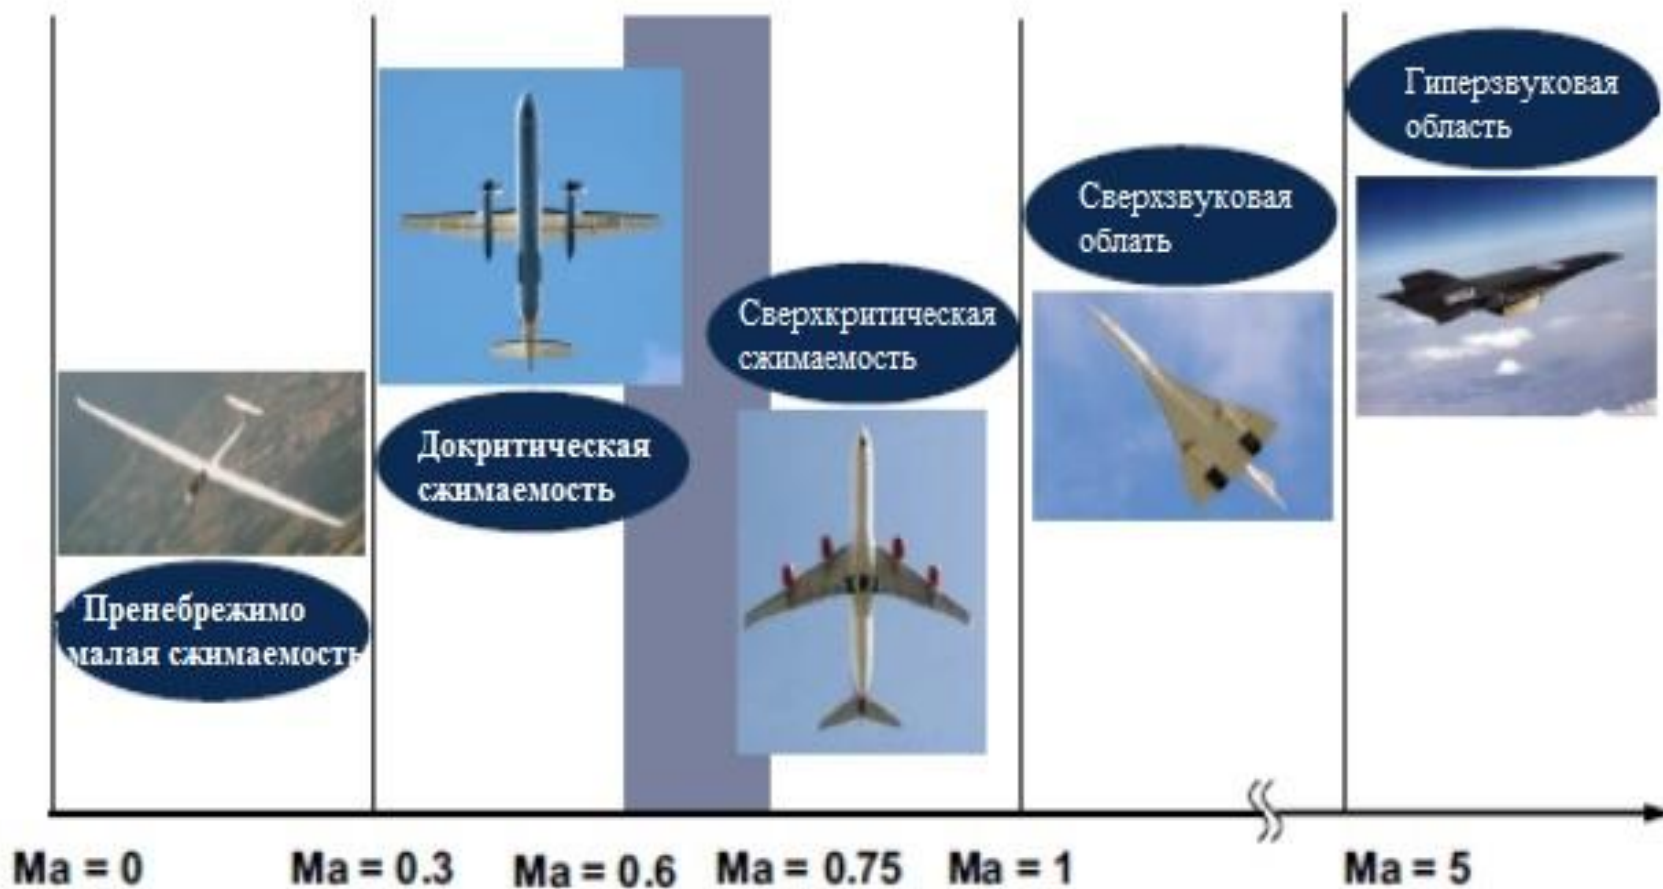 Гиперзвуковая
область
Сверхзвуковая
облать
Сверхкритическая
сжимаемость
Докритическая
сжимаемость
Пренебрежимо
малая сжимаемость
Ma = 0
Ma = 0.3
Ma = 0.6
Ma = 0.75
Ma = 1
Ma = 5